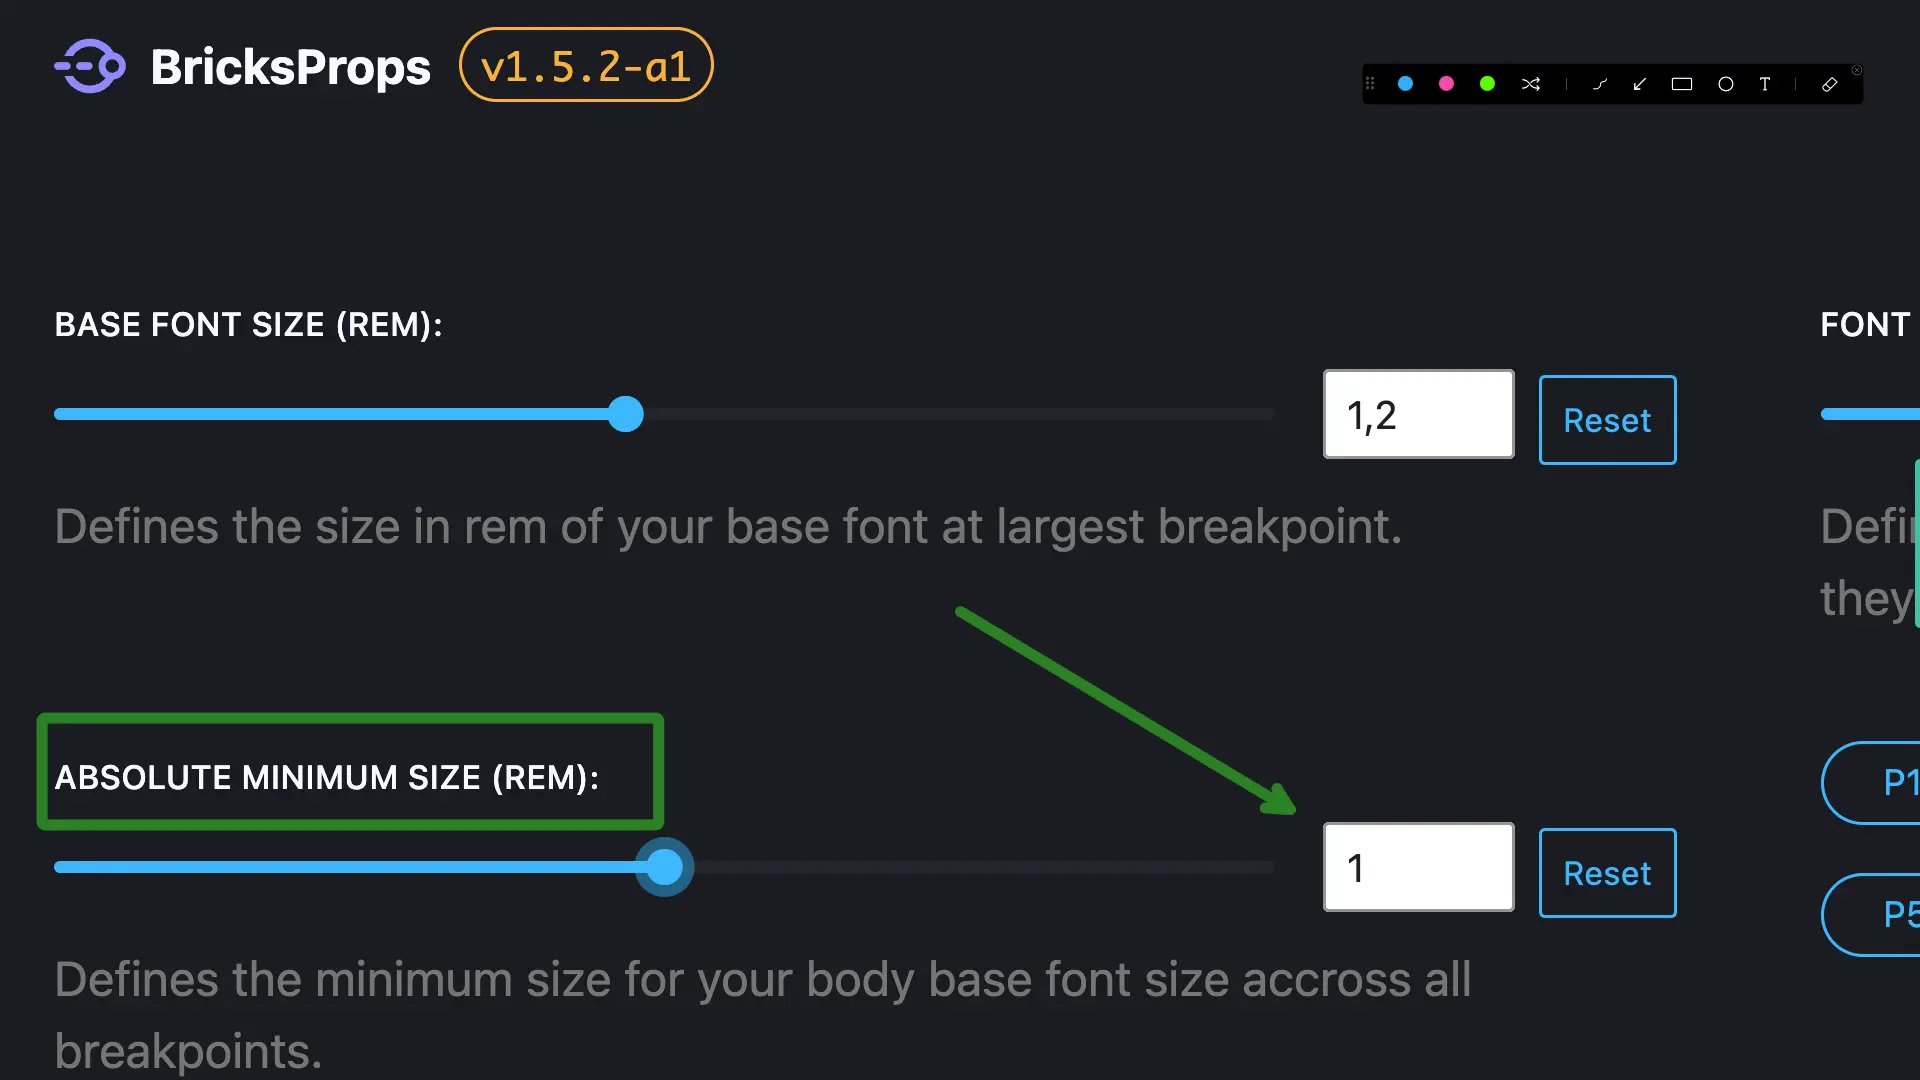 BricksProps
v1.5.2-a1
BASE FONT SIZE (REM):
1,2
Reset
Defines the size in rem of your base font at largest breakpoint.
ABSOLUTE MINIMUM SIZE (REM):
1
Reset
Defines the minimum size for your body base font size accross all
breakpoints.
FONT
Defi
they
P1
P5
T